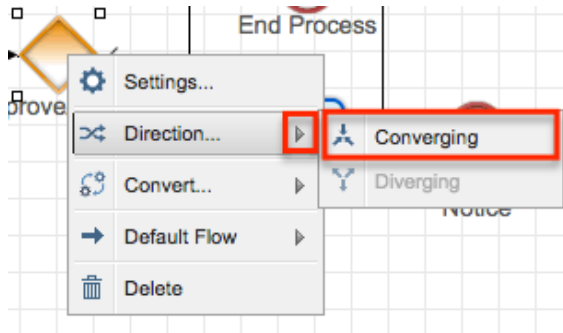 End Process
prove
Settings...
Direction...
Converging
Convert...
Diverging
Notice
Default Flow
Delete